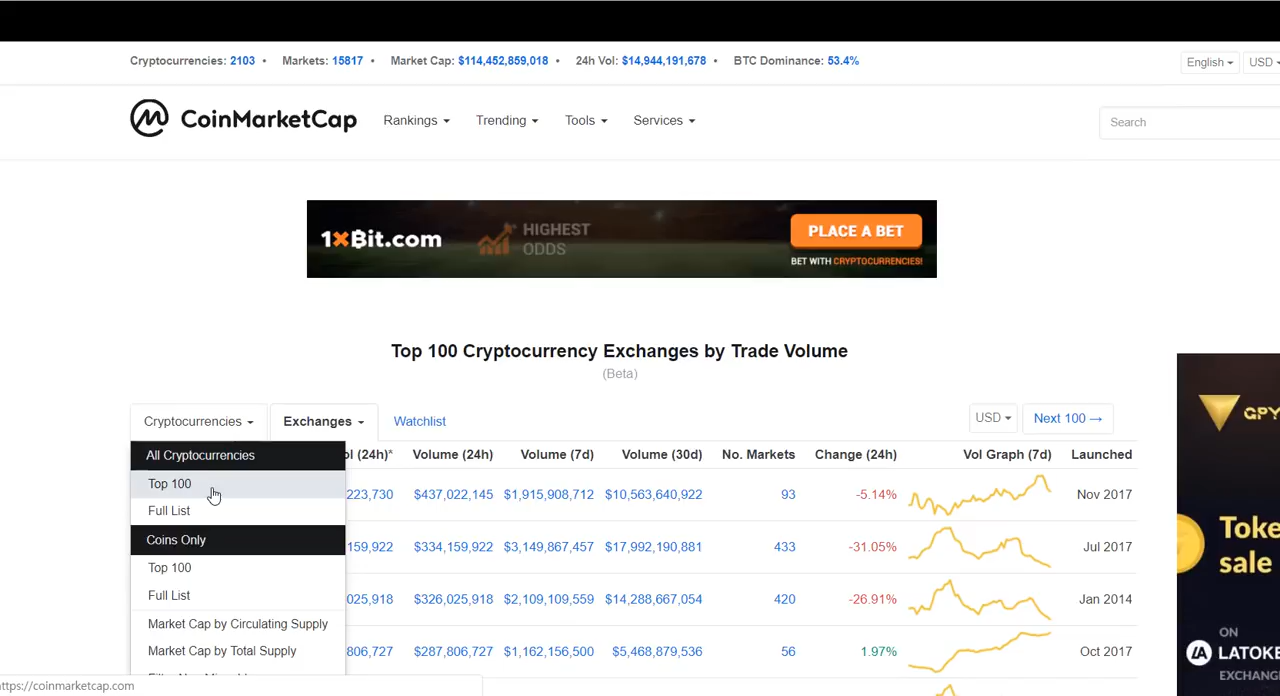 Cryptocurrencies: 2103 • Markets: 15817 • Market Cap: $114,452,859,018 • 24h Vol: $14,944,191,678 • BTC Dominance: 53.4%
English USD
CoinMarketCap Rankings Trending Tools Services
Search
1xBit.com HIGHEST ODDS PLACE A BET
BET WITH CRYPTOCURRENCIES!
Top 100 Cryptocurrency Exchanges by Trade Volume
(Beta)
Cryptocurrencies Exchanges Watchlist USD Next 100 →
All Cryptocurrencies
Top 100
Full List
Coins Only
Top 100
Full List
Market Cap by Circulating Supply
Market Cap by Total Supply
(24h)* Volume (24h) Volume (7d) Volume (30d) No. Markets Change (24h) Vol Graph (7d) Launched
223,730 $437,022,145 $1,915,908,712 $10,563,640,922 93 -5.14% Nov 2017
159,922 $334,159,922 $3,149,867,457 $17,992,190,881 433 -31.05% Jul 2017
025,918 $326,025,918 $2,109,109,559 $14,288,667,054 420 -26.91% Jan 2014
806,727 $287,806,727 $1,162,156,500 $5,468,879,536 56 1.97% Oct 2017
GPY
Toke
sale
ON
LATOKE
EXCHANG
ttps://coinmarketcap.com